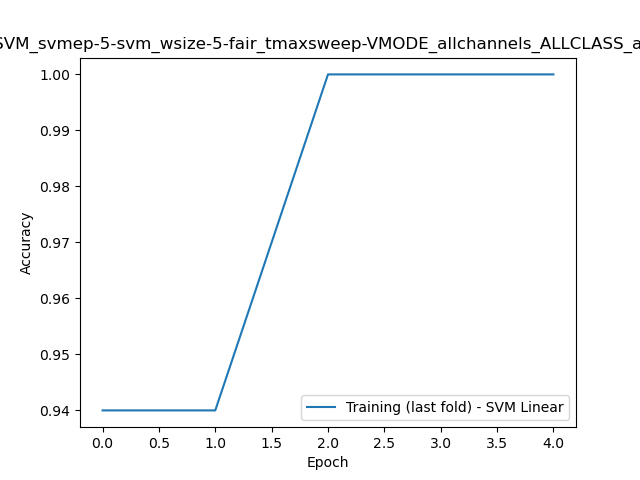 SVM_svmep-5-svm_wsize-5-fair_tmaxsweep-VMODE_allchannels_ALLCLASS_a
1.00
0.99
0.98
0.97
0.96
0.95
0.94
Accuracy
Training (last fold) - SVM Linear
0.0 0.5 1.0 1.5 2.0 2.5 3.0 3.5 4.0
Epoch